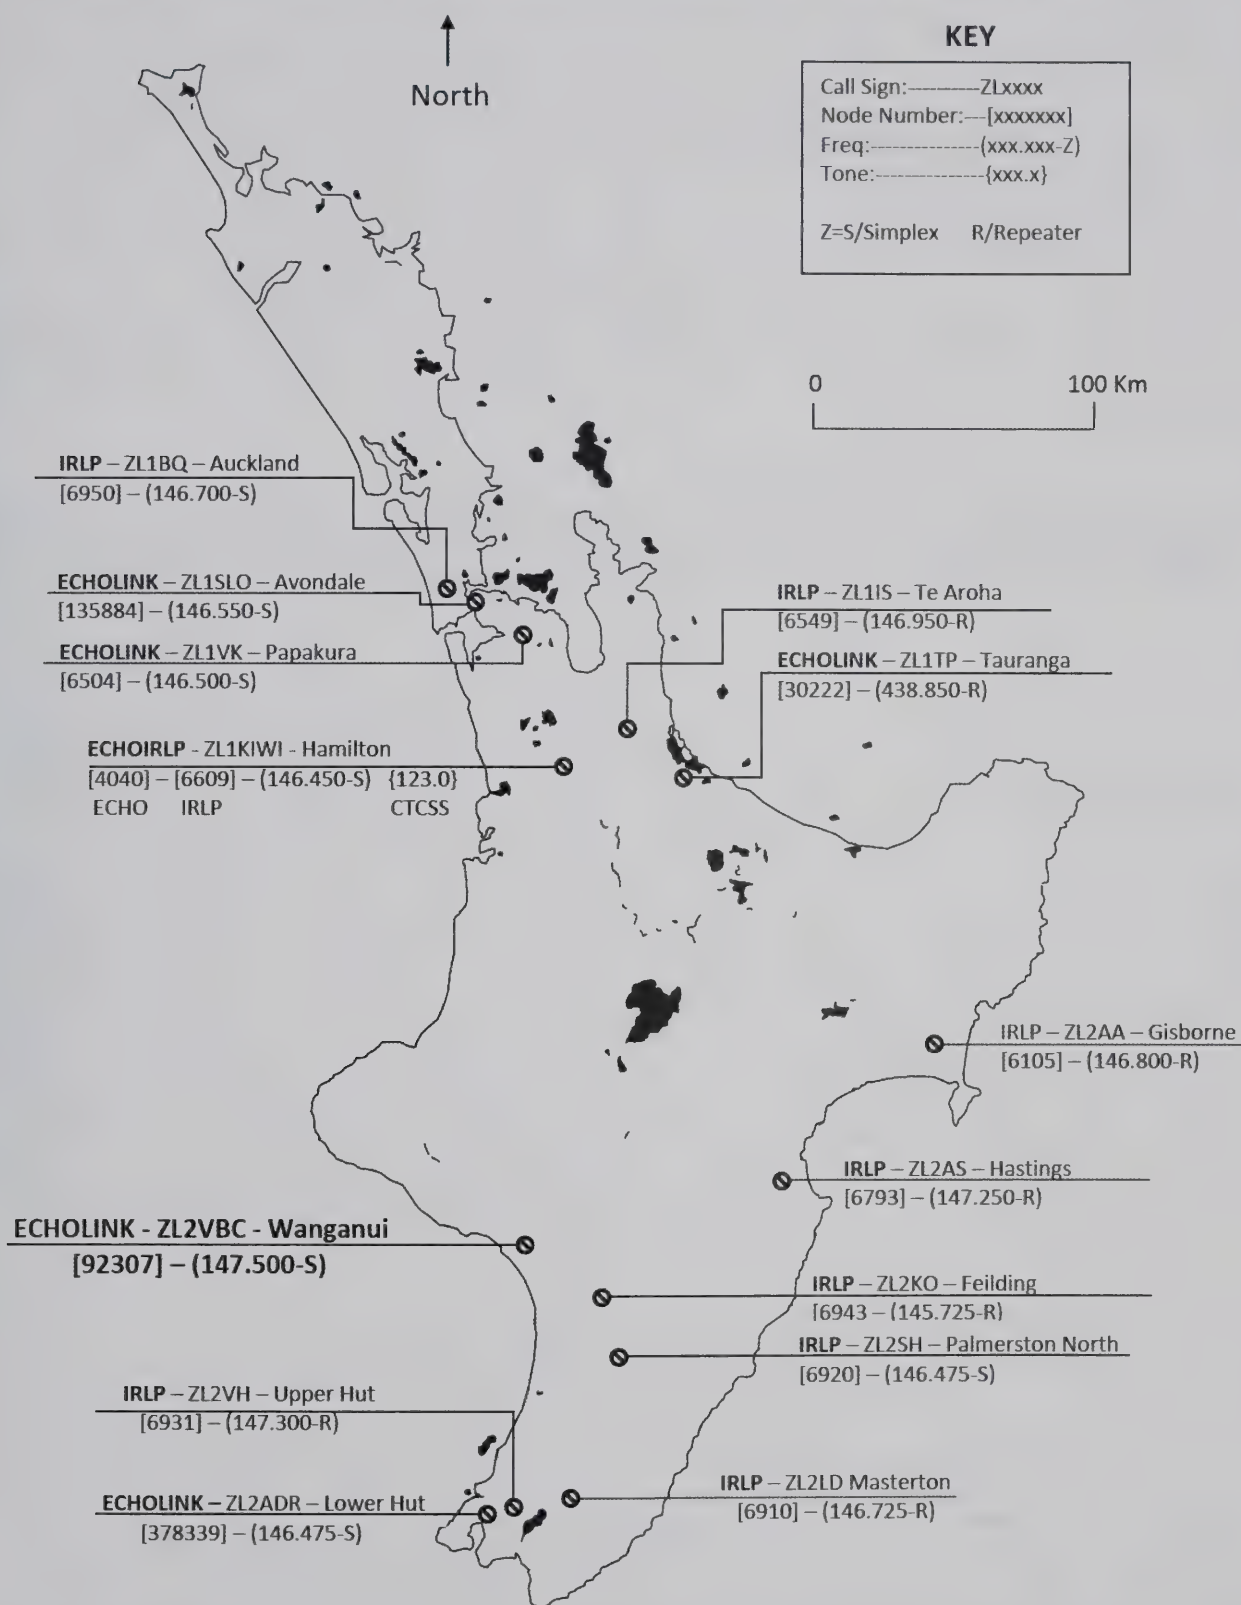 North
KEY
Call Sign:----------ZLxxxx
Node Number:---[xxxxxxx]
Freq:---------------(xxx.xxx-Z)
Tone:---------------{xxx.x}
Z=S/Simplex R/Repeater
0 100 Km
IRLP – ZL1BQ – Auckland
[6950] – (146.700-S)
ECHOLINK – ZL1SLO – Avondale
[135884] – (146.550-S)
ECHOLINK – ZL1VK – Papakura
[6504] – (146.500-S)
IRLP – ZL1IS – Te Aroha
[6549] – (146.950-R)
ECHOLINK – ZL1TP – Tauranga
[30222] – (438.850-R)
ECHOIRLP - ZL1KIWI - Hamilton
[4040] – [6609] – (146.450-S) {123.0}
ECHO IRLP CTCSS
IRLP – ZL2AA – Gisborne
[6105] – (146.800-R)
IRLP – ZL2AS – Hastings
[6793] – (147.250-R)
ECHOLINK - ZL2VBC - Wanganui
[92307] – (147.500-S)
IRLP – ZL2KO – Feilding
[6943 – (145.725-R)
IRLP – ZL2SH – Palmerston North
[6920] – (146.475-S)
IRLP – ZL2VH – Upper Hut
[6931] – (147.300-R)
IRLP – ZL2LD Masterton
[6910] – (146.725-R)
ECHOLINK – ZL2ADR – Lower Hut
[378339] – (146.475-S)